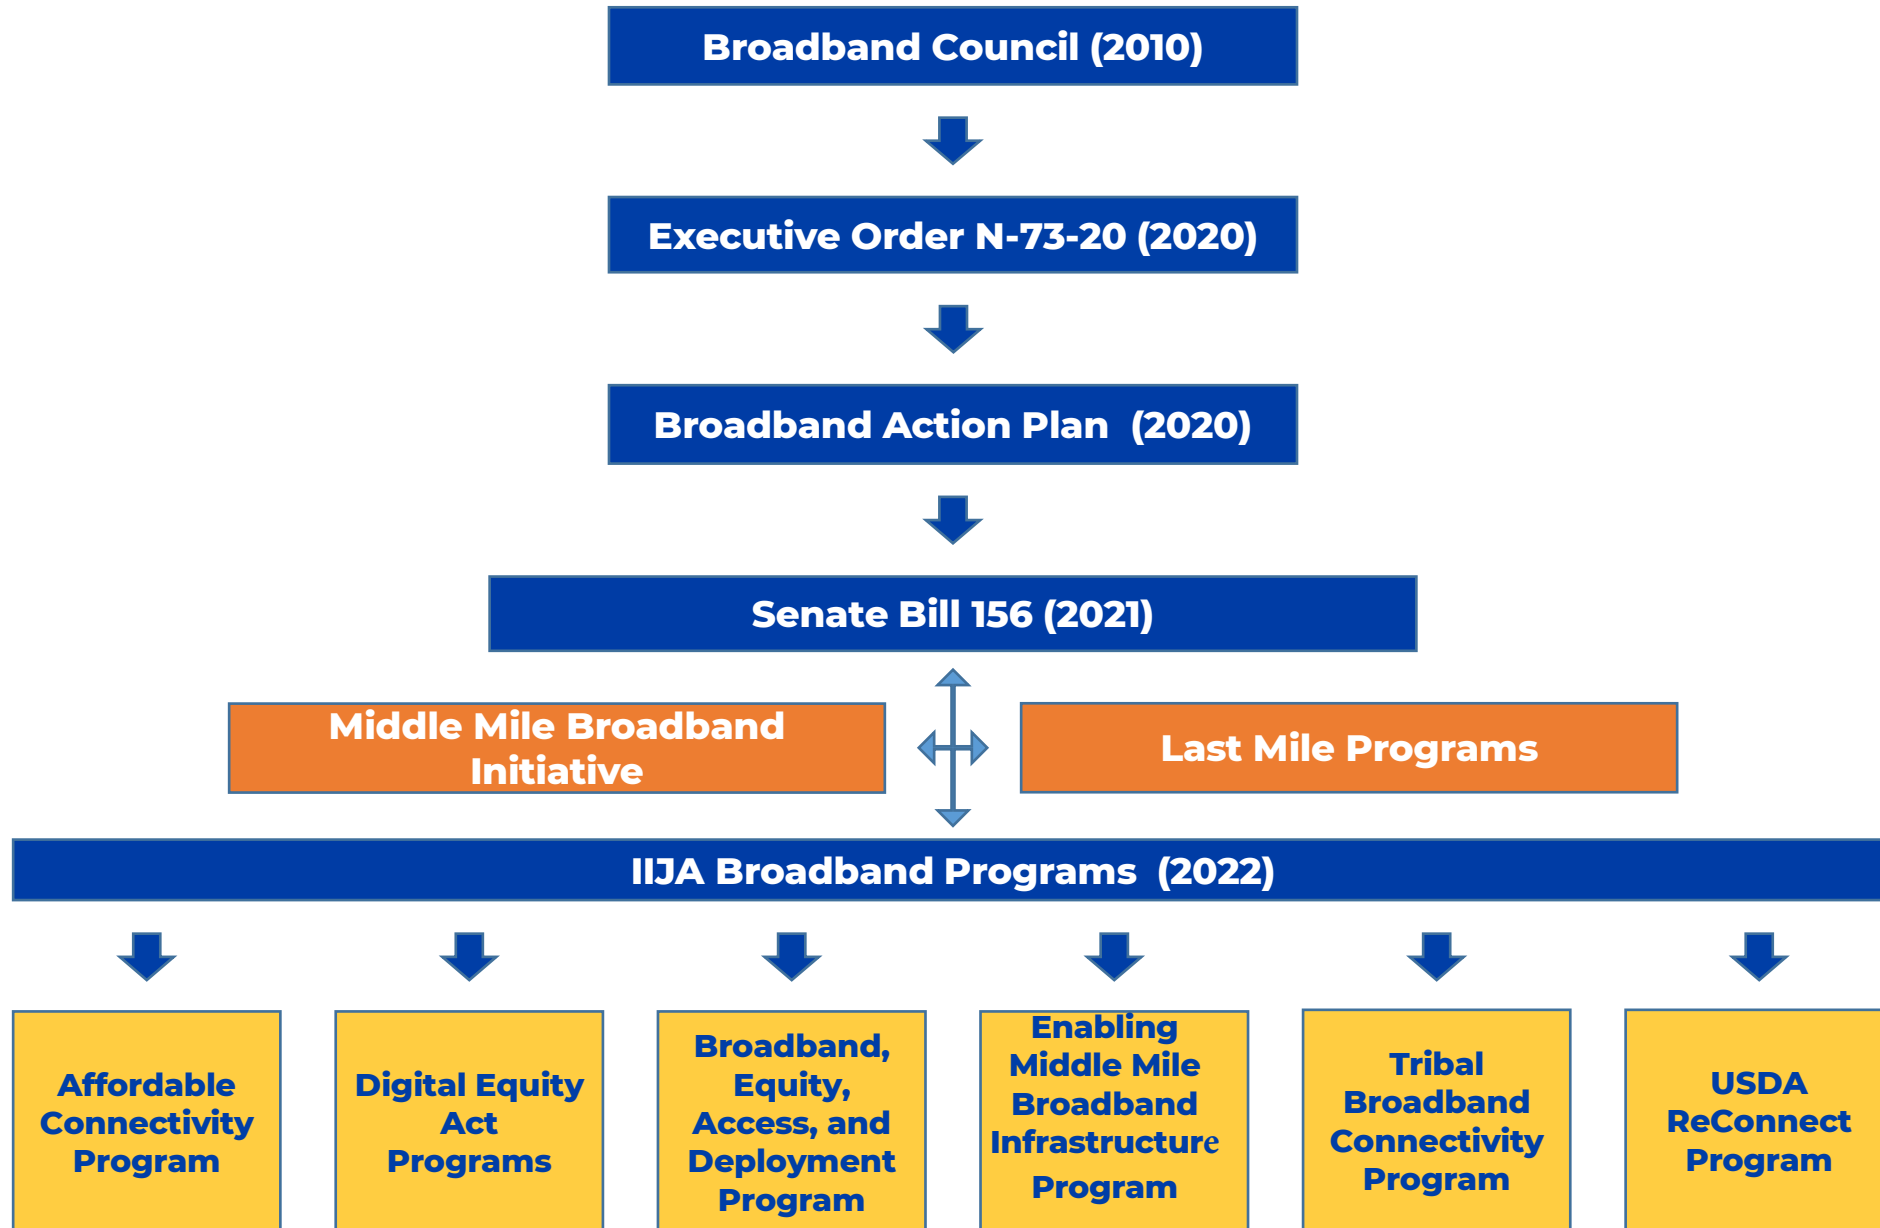 Broadband Council (2010)
Executive Order N-73-20 (2020)
Broadband Action Plan (2020)
Senate Bill 156 (2021)
Middle Mile Broadband
Initiative
Last Mile Programs
IIJA Broadband Programs (2022)
Affordable
Connectivity
Program
Digital Equity
Act
Programs
Broadband,
Equity,
Access, and
Deployment
Program
Enabling
Middle Mile
Broadband
Infrastructure
Program
Tribal
Broadband
Connectivity
Program
USDA
ReConnect
Program